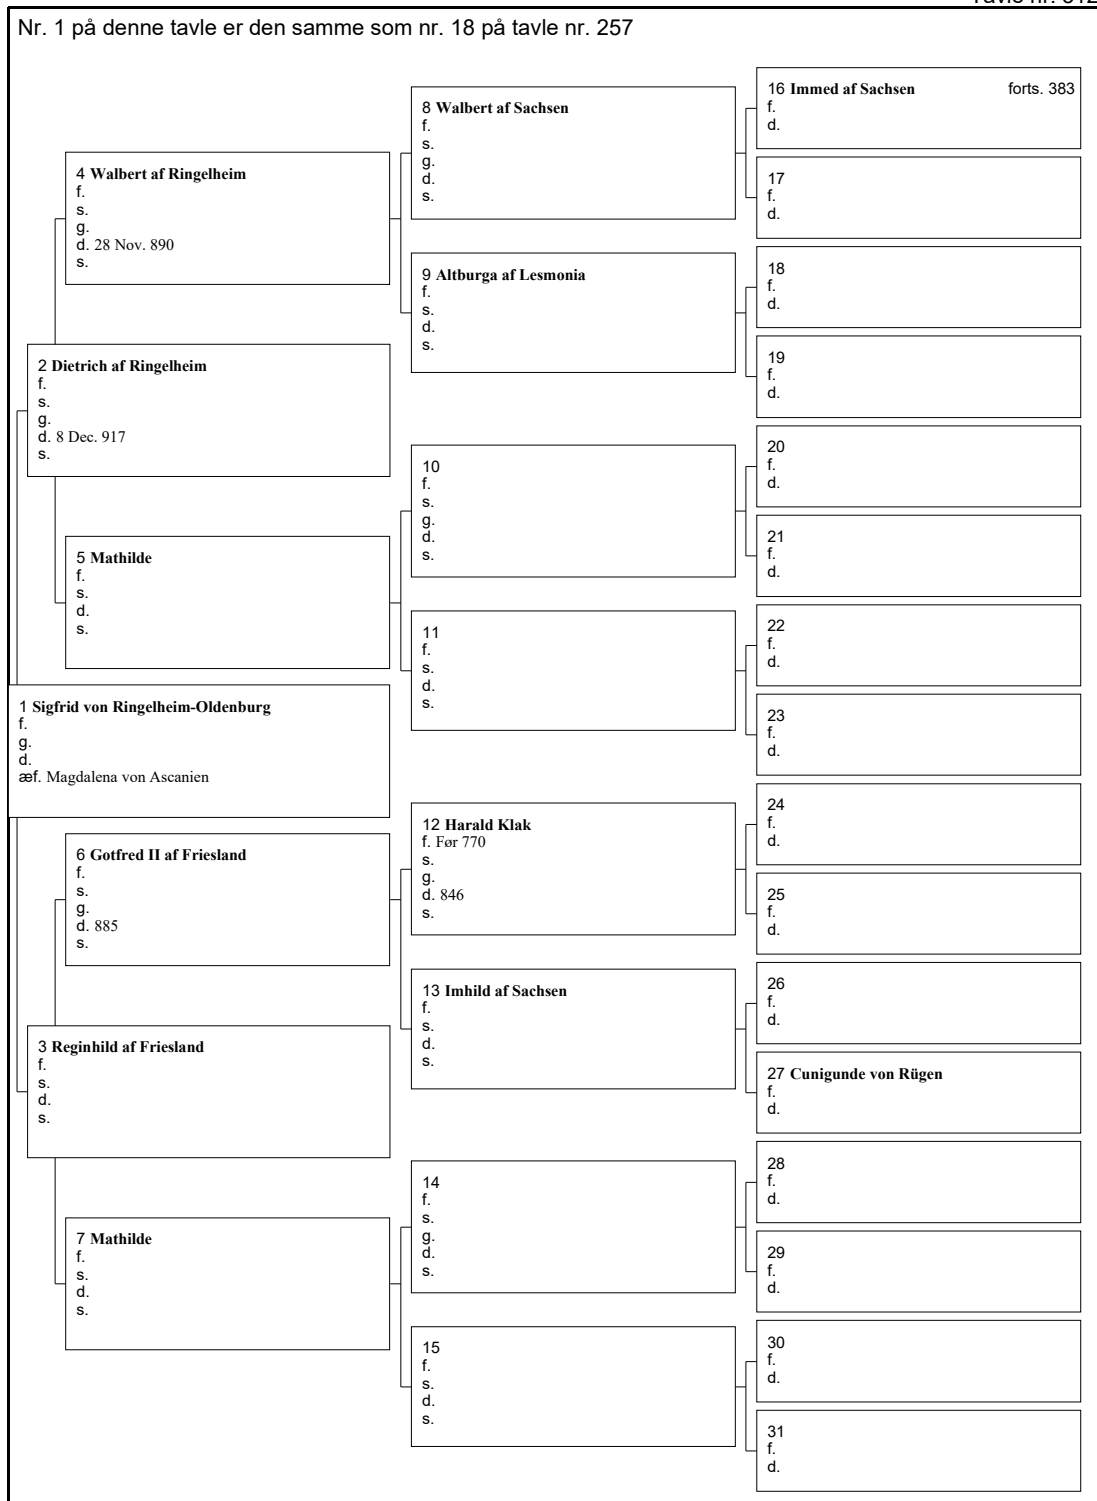 Nr. 1 på denne tavle er den samme som nr. 18 på tavle nr. 257
16 Immed af Sachsen forts. 383
f.
d.
8 Walbert af Sachsen
f.
s.
g.
d.
s.
4 Walbert af Ringelheim
f.
s.
g.
d. 28 Nov. 890
s.
17
f.
d.
9 Altburga af Lesmonia
f.
s.
d.
s.
18
f.
d.
19
f.
d.
2 Dietrich af Ringelheim
f.
s.
g.
d. 8 Dec. 917
s.
20
f.
d.
10
f.
s.
g.
d.
s.
21
f.
d.
5 Mathilde
f.
s.
d.
s.
11
f.
s.
d.
s.
22
f.
d.
23
f.
d.
1 Sigfrid von Ringelheim-Oldenburg
f.
g.
d.
æf. Magdalena von Ascanien
24
f.
d.
12 Harald Klak
f. Før 770
s.
g.
d. 846
s.
6 Gotfred II af Friesland
f.
s.
g.
d. 885
s.
25
f.
d.
13 Imhild af Sachsen
f.
s.
d.
s.
26
f.
d.
3 Reginhild af Friesland
f.
s.
d.
s.
27 Cunigunde von Rügen
f.
d.
14
f.
s.
g.
d.
s.
28
f.
d.
7 Mathilde
f.
s.
d.
s.
29
f.
d.
15
f.
s.
d.
s.
30
f.
d.
31
f.
d.